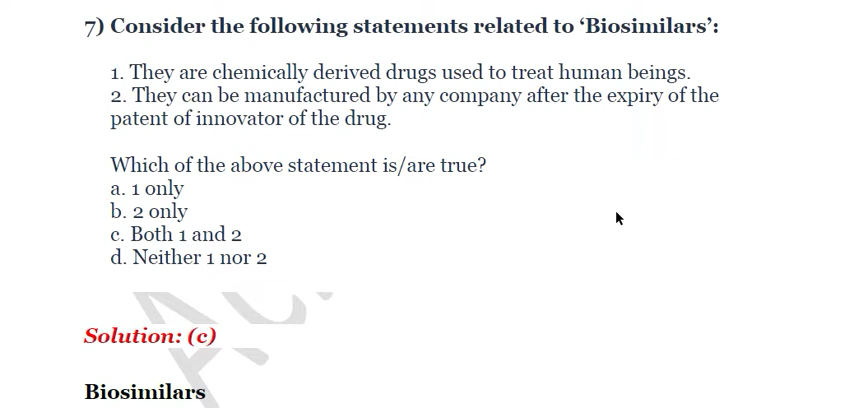 7) Consider the following statements related to ‘Biosimilars’:
1. They are chemically derived drugs used to treat human beings.
2. They can be manufactured by any company after the expiry of the
patent of innovator of the drug.
Which of the above statement is/are true?
a. 1 only
b. 2 only
c. Both 1 and 2
d. Neither 1 nor 2
Solution: (c)
Biosimilars